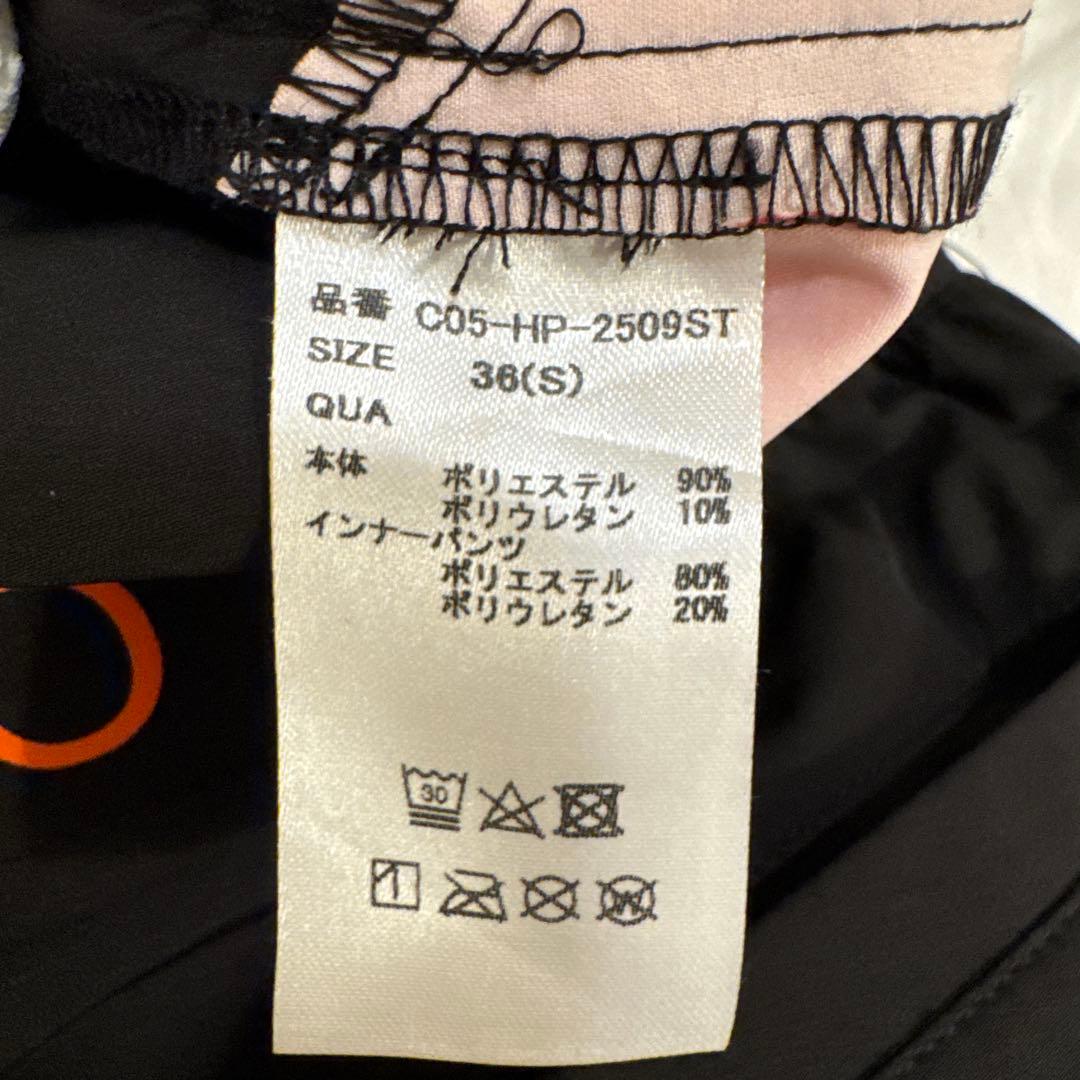 品番 C05-HP-2509ST
SIZE 36(S)
QUA
本体 ポリエステル 90%
ポリウレタン 10%
インナーパンツ
ポリエステル 80%
ポリウレタン 20%
30
W